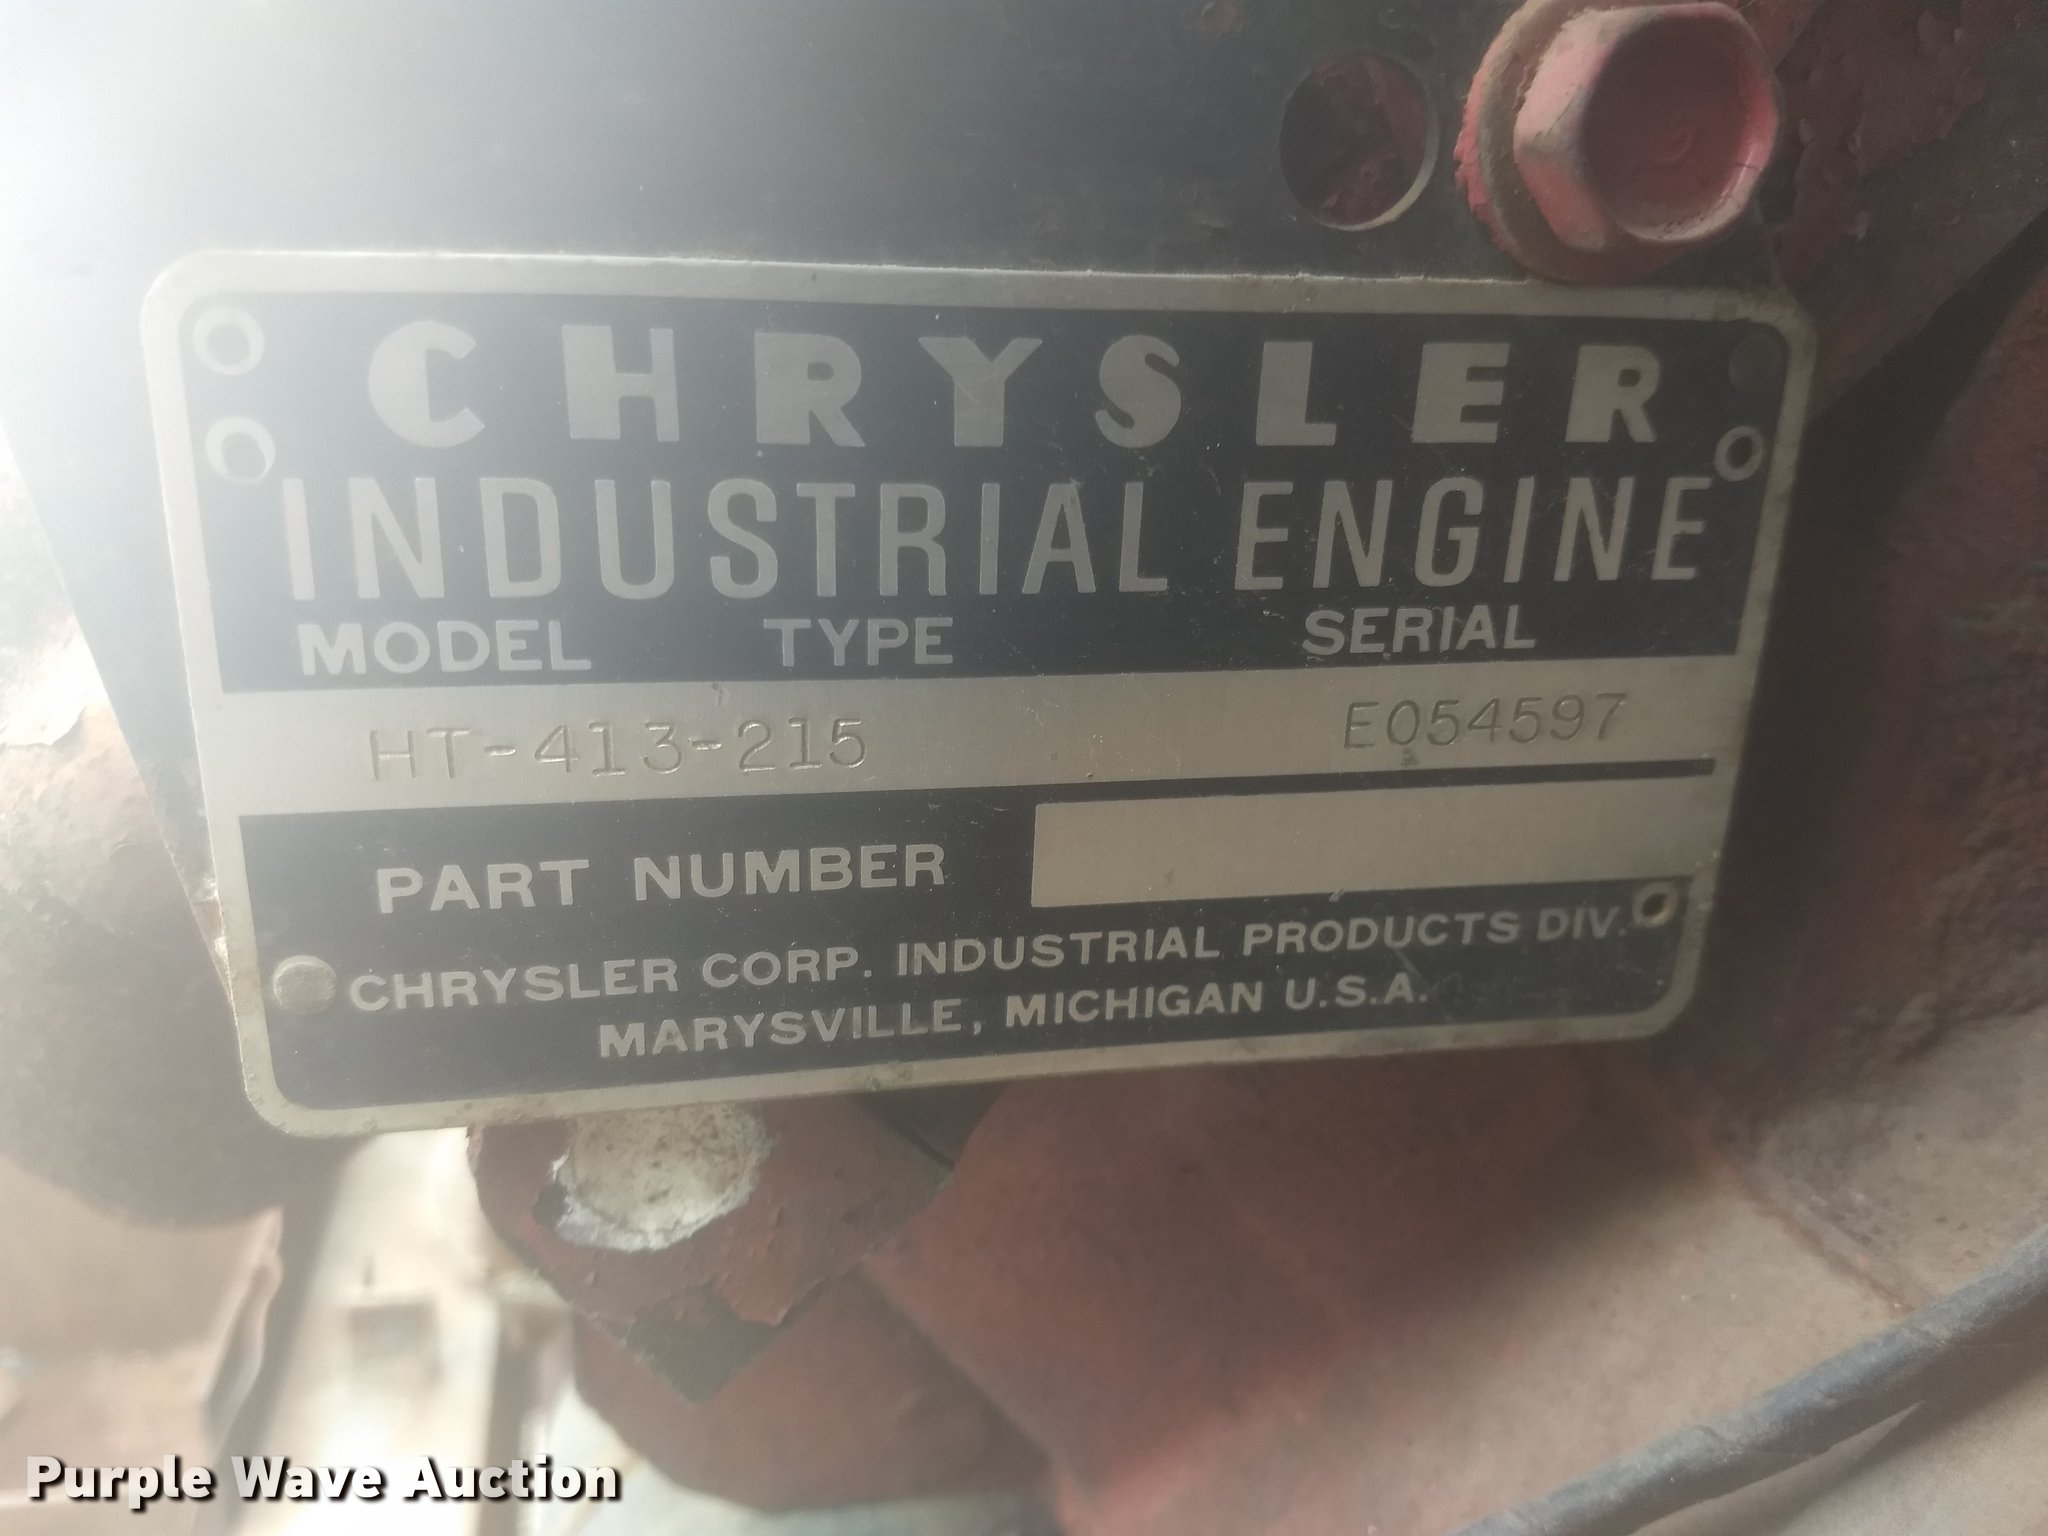 CHRYSLER
INDUSTRIAL ENGINE
MODEL TYPE SERIAL
HT-413-215 E054597
PART NUMBER
CHRYSLER CORP. INDUSTRIAL PRODUCTS DIV.
MARYSVILLE, MICHIGAN U.S.A.
Purple Wave Auction